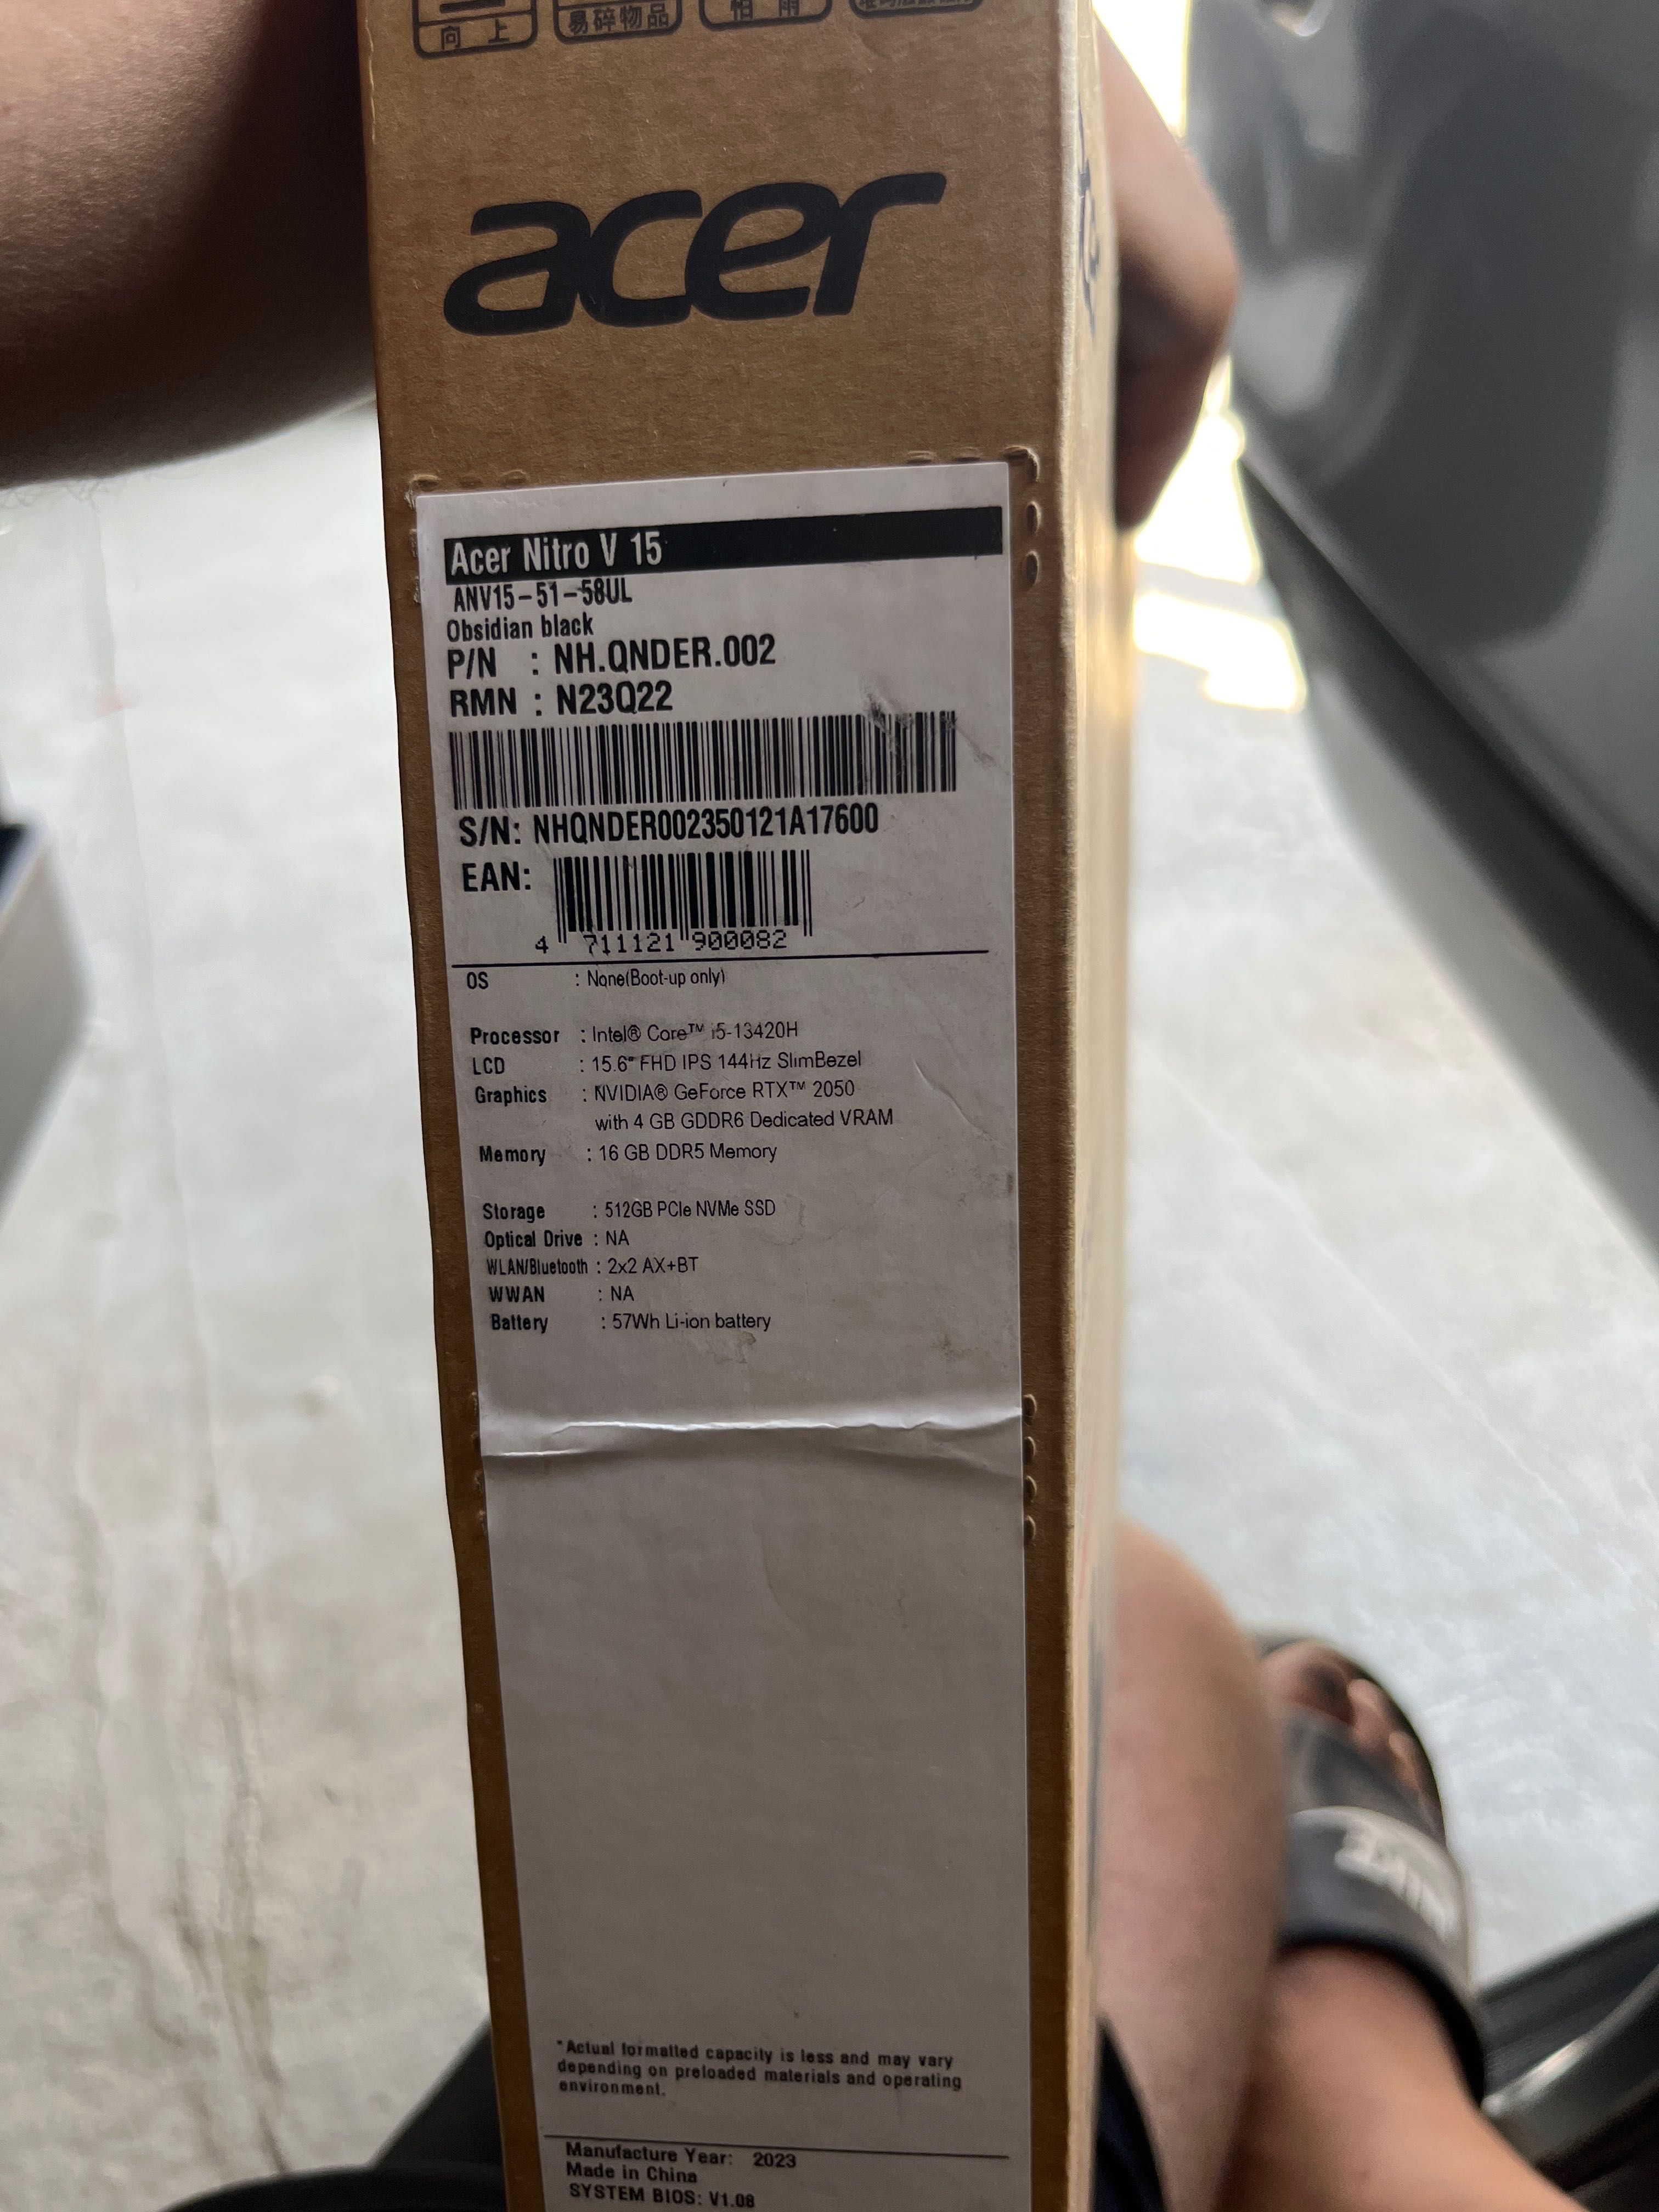 向 上
易碎物品
怕 雨
acer
Acer Nitro V 15
ANV15-51-58UL
Obsidian black
P/N : NH.QNDER.002
RMN : N23Q22
S/N: NHQNDER002350121A17600
EAN:
4 711121 900082
OS : None(Boot-up only)
Processor : Intel® Core™ i5-13420H
LCD : 15.6" FHD IPS 144Hz SlimBezel
Graphics : NVIDIA® GeForce RTX™ 2050
with 4 GB GDDR6 Dedicated VRAM
Memory : 16 GB DDR5 Memory
Storage : 512GB PCIe NVMe SSD
Optical Drive : NA
WLAN/Bluetooth : 2x2 AX+BT
WWAN : NA
Battery : 57Wh Li-ion battery
*Actual formatted capacity is less and may vary
depending on preloaded materials and operating
environment.
Manufacture Year: 2023
Made in China
SYSTEM BIOS: V1.08
NIKE